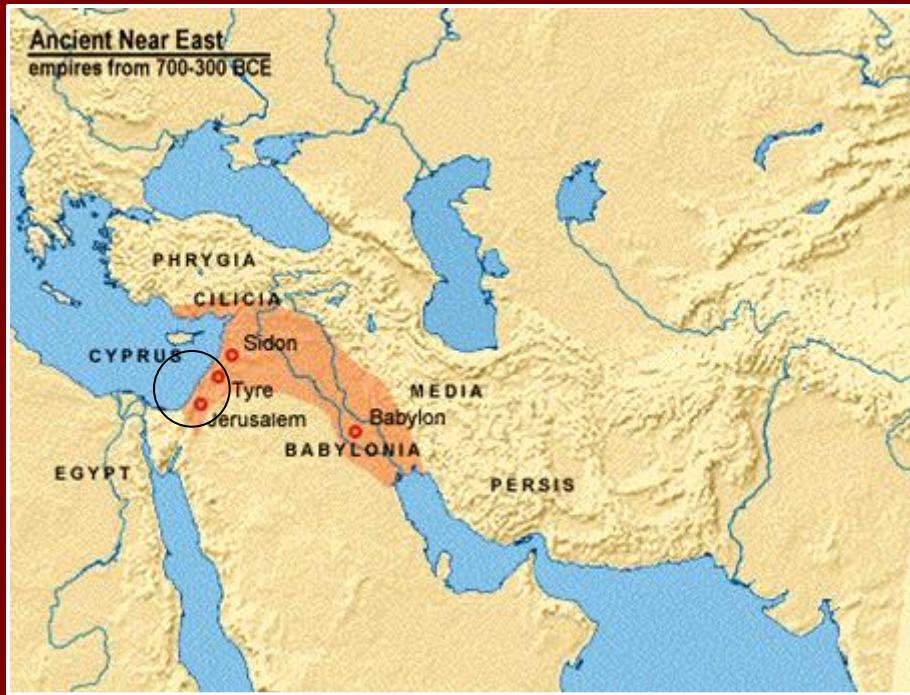 Ancient Near East
empires from 700-300 BCE
PHRYGIA
CILICIA
Sidon
CYPRUS
Tyre
MEDIA
Jerusalem
Babylon
BABYLONIA
EGYPT
PERSIS